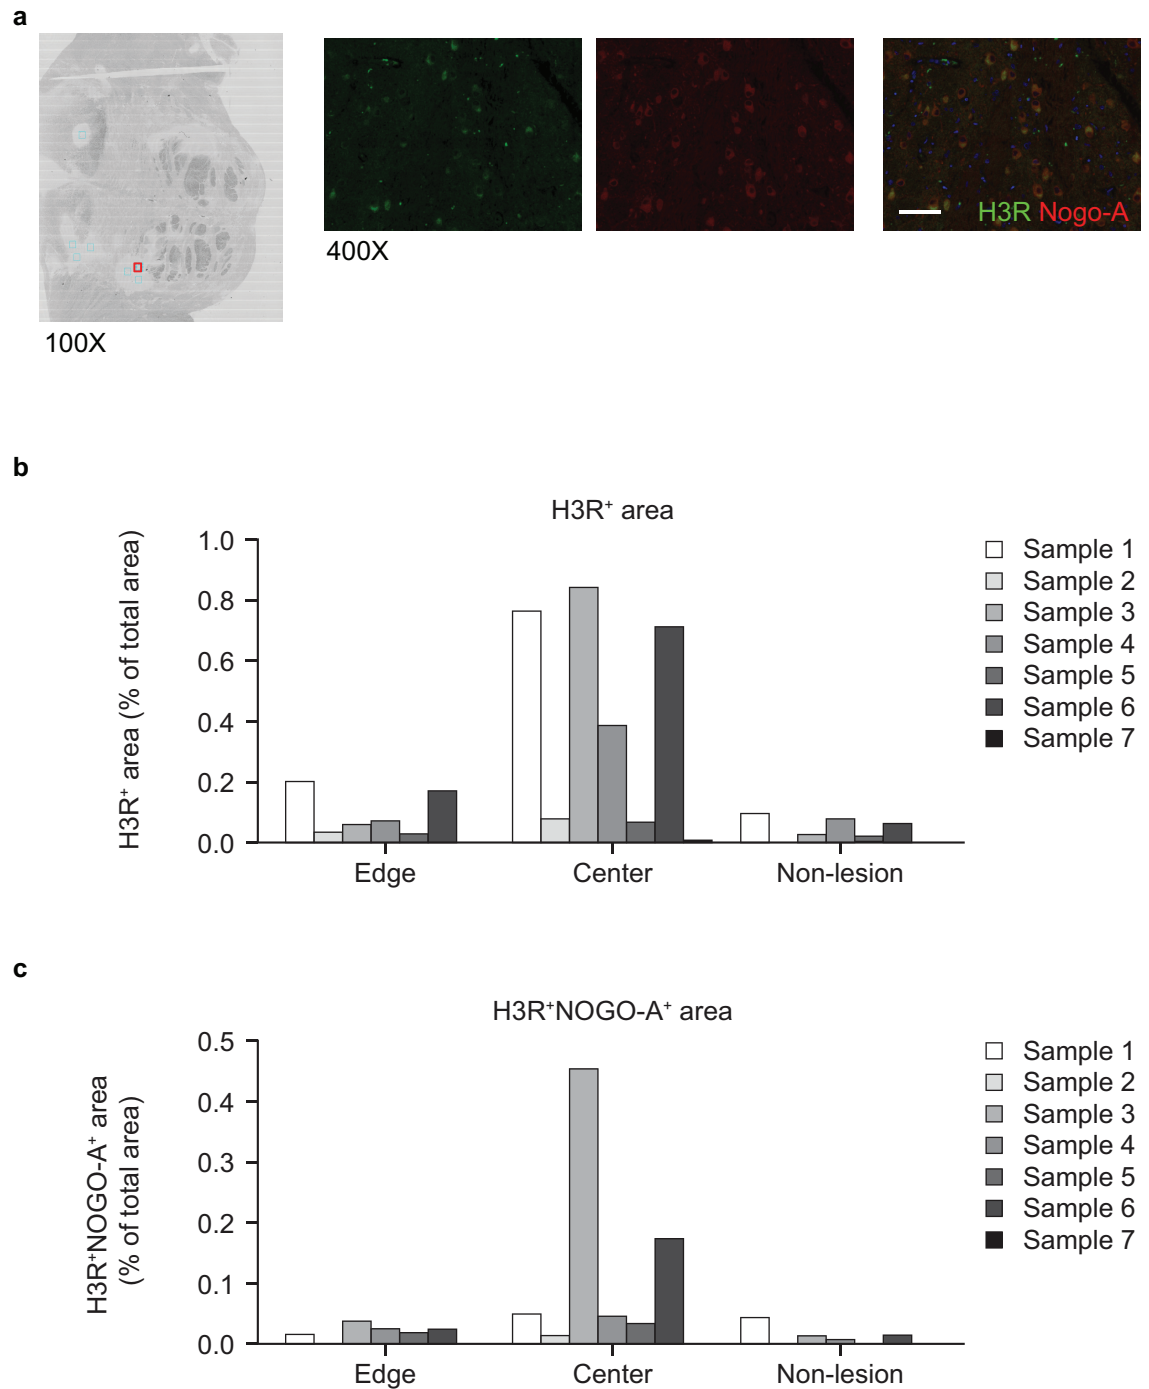 a
100X
400X
H3R Nogo-A
b
H3R⁺ area
H3R⁺ area (% of total area)
1.0
0.8
0.6
0.4
0.2
0.0
Edge Center Non-lesion
Sample 1
Sample 2
Sample 3
Sample 4
Sample 5
Sample 6
Sample 7
c
H3R⁺NOGO-A⁺ area
H3R⁺NOGO-A⁺ area
(% of total area)
0.5
0.4
0.3
0.2
0.1
0.0
Edge Center Non-lesion
Sample 1
Sample 2
Sample 3
Sample 4
Sample 5
Sample 6
Sample 7